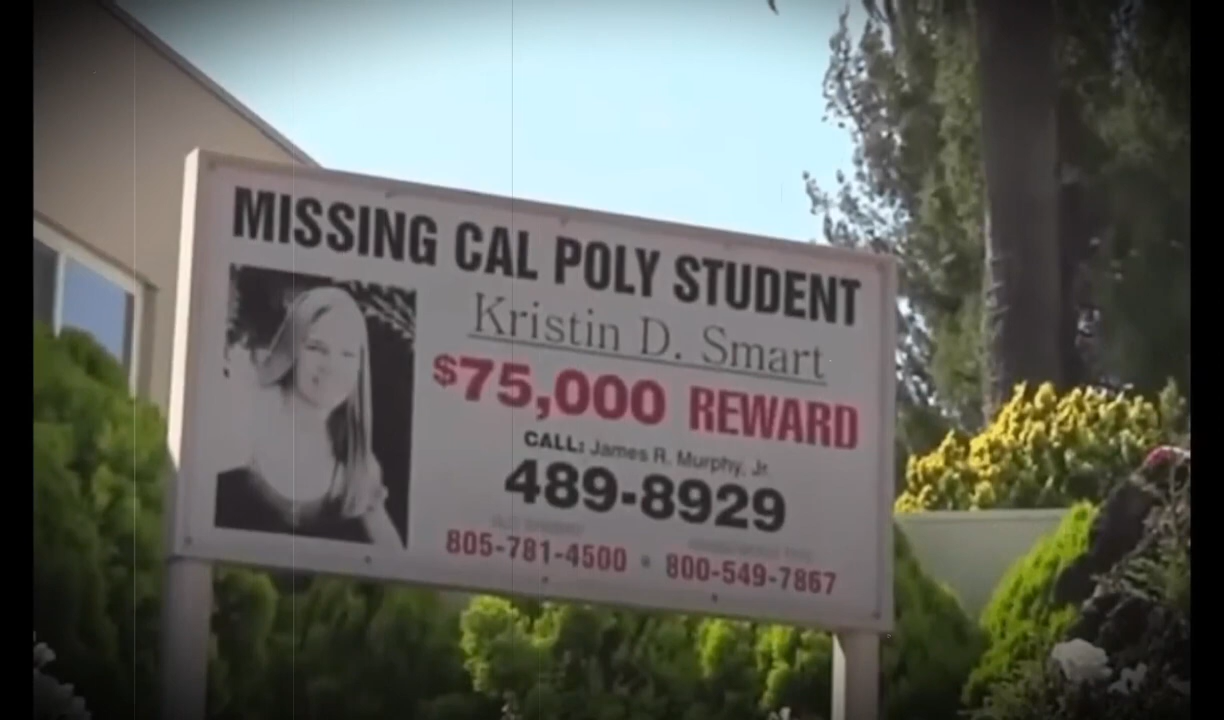 MISSING CAL POLY STUDENT
Kristin D. Smart
$75,000 REWARD
CALL: James R. Murphy, Jr.
489-8929
805-781-4500 • 800-549-7867